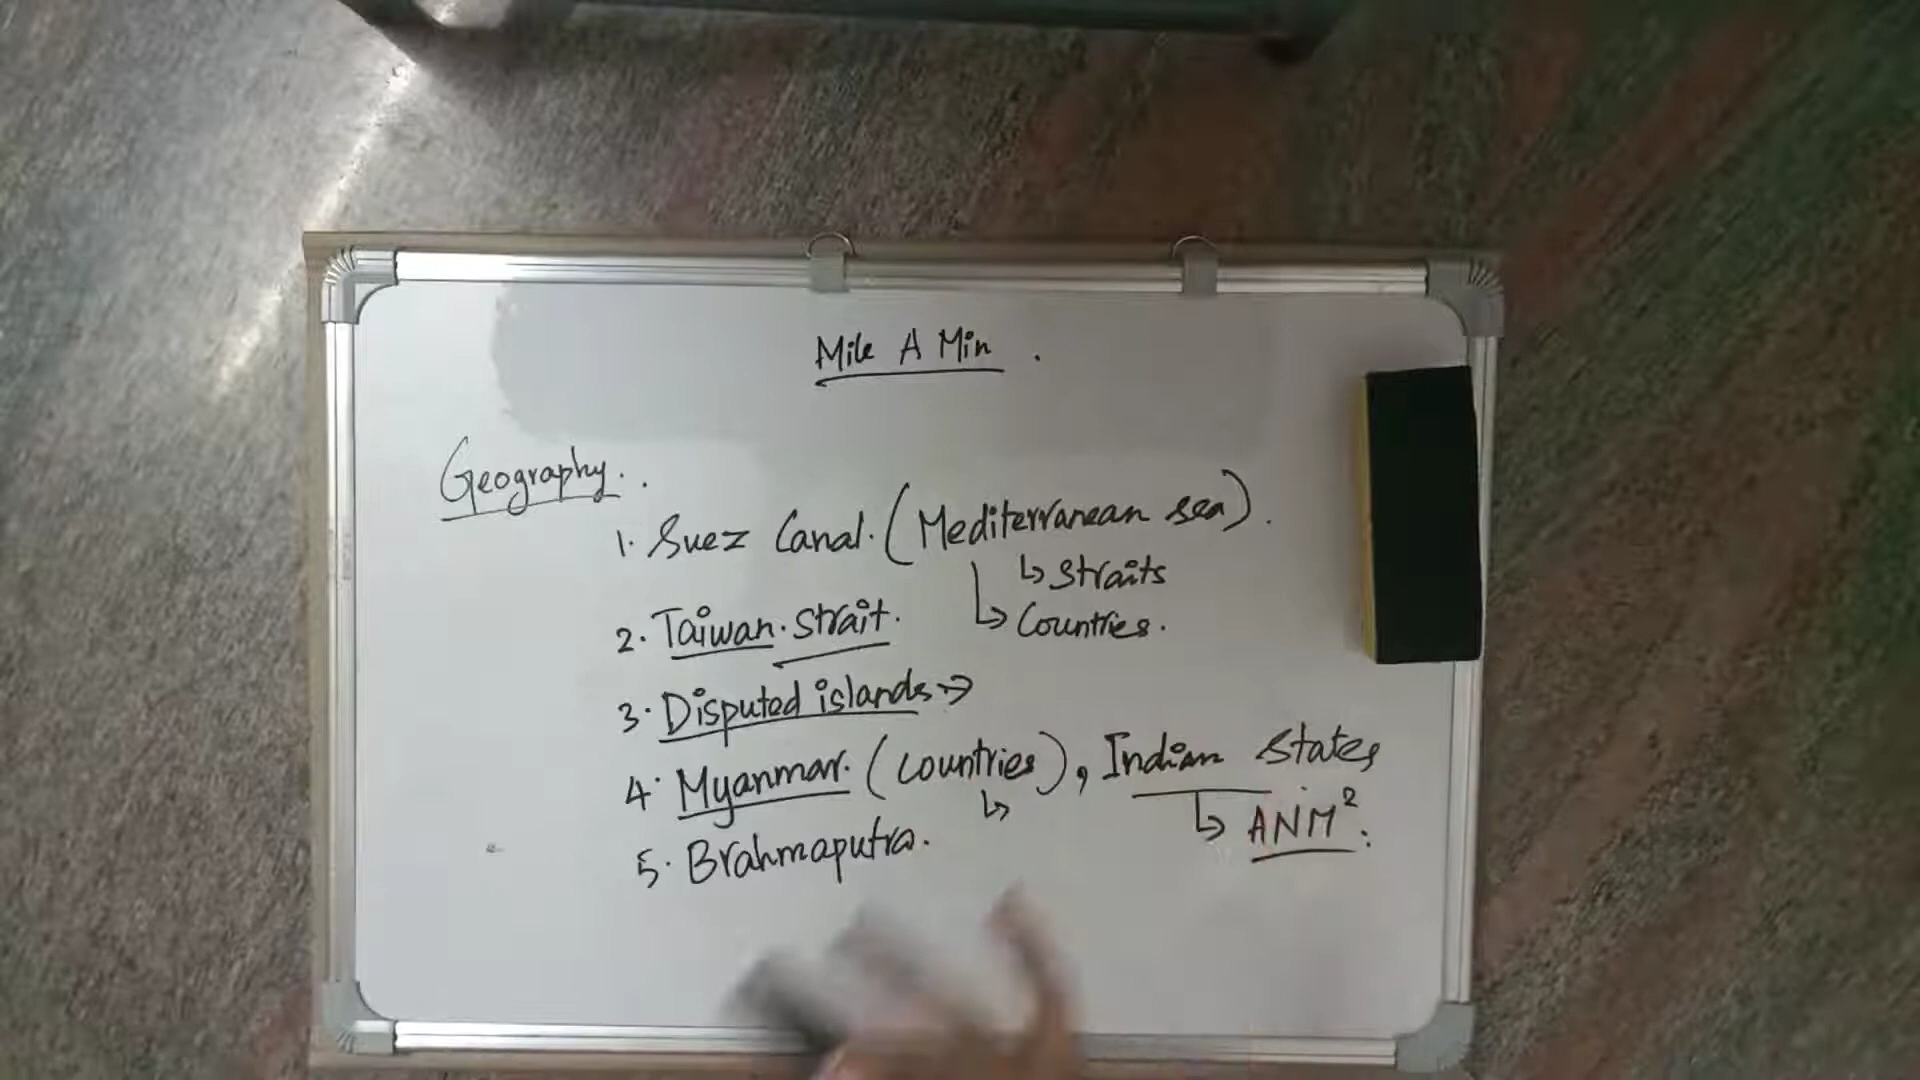 Mile A Min .
Geography. .
1. Suez Canal. (Mediterranean Sea).
↳ Straits
↳ Countries.
2. Taiwan. Strait.
3. Disputed islands →
4. Myanmar. (Countries), Indian States
↳
↳ ANM².
5. Brahmaputra.